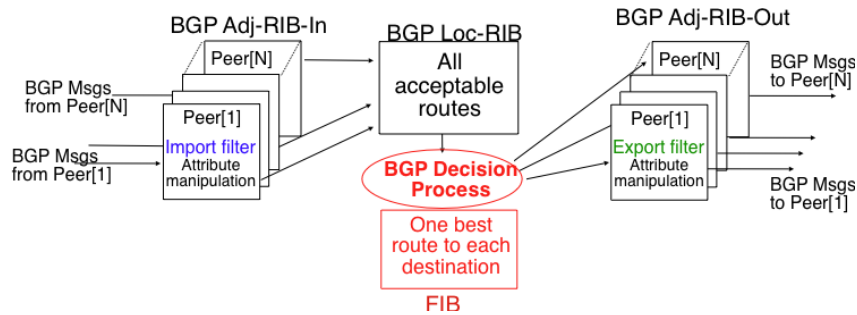 BGP Adj-RIB-In
BGP Loc-RIB
BGP Adj-RIB-Out
Peer[N]
BGP Msgs
from Peer[N]
Peer[1]
Import filter
Attribute
manipulation
BGP Msgs
from Peer[1]
All
acceptable
routes
BGP Decision
Process
One best
route to each
destination
FIB
Peer[N]
Peer[1]
Export filter
Attribute
manipulation
BGP Msgs
to Peer[N]
BGP Msgs
to Peer[1]